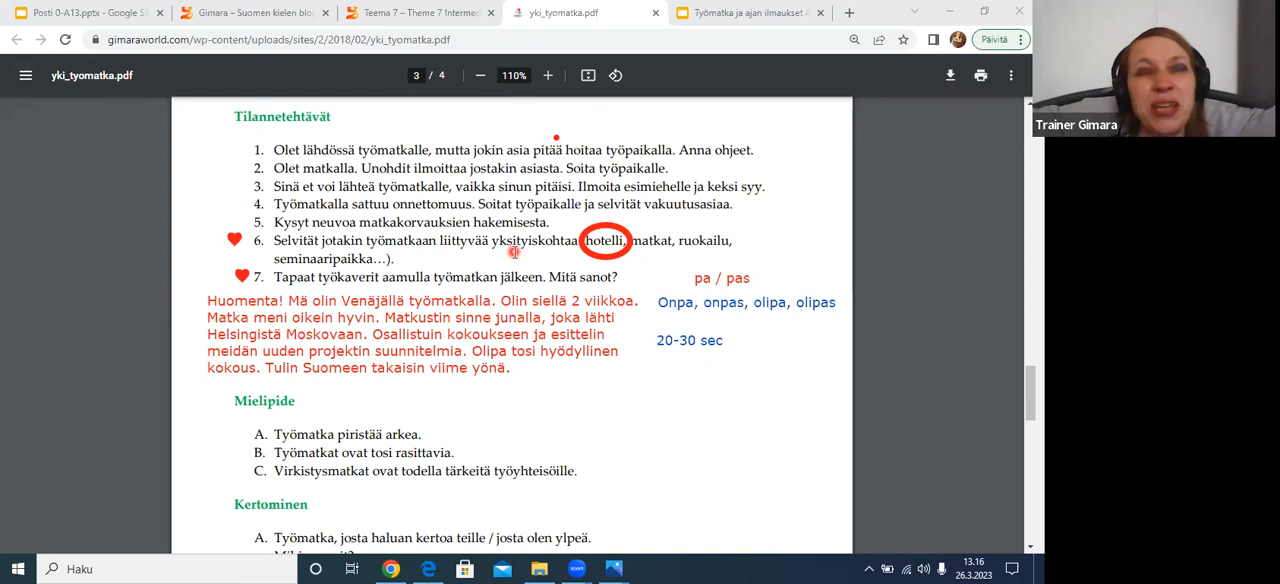 Posti 0-A13.pptx - Google Sl
Gimara – Suomen kielen blog
Teema 7 – Theme 7 Intermed
yki_tyomatka.pdf
Työmatka ja ajan ilmaukset A
gimaraworld.com/wp-content/uploads/sites/2/2018/02/yki_tyomatka.pdf
Päivitä
yki_tyomatka.pdf
3 / 4
110%
Trainer Gimara
Tilannetehtävät
1. Olet lähdössä työmatkalle, mutta jokin asia pitää hoitaa työpaikalla. Anna ohjeet.
2. Olet matkalla. Unohdit ilmoittaa jostakin asiasta. Soita työpaikalle.
3. Sinä et voi lähteä työmatkalle, vaikka sinun pitäisi. Ilmoita esimiehelle ja keksi syy.
4. Työmatkalla sattuu onnettomuus. Soitat työpaikalle ja selvität vakuutusasiaa.
5. Kysyt neuvoa matkakorvauksien hakemisesta.
6. Selvität jotakin työmatkaan liittyvää yksityiskohtaa (hotelli, matkat, ruokailu,
seminaaripaikka…).
7. Tapaat työkaverit aamulla työmatkan jälkeen. Mitä sanot?
pa / pas
Huomenta! Mä olin Venäjällä työmatkalla. Olin siellä 2 viikkoa.
Matka meni oikein hyvin. Matkustin sinne junalla, joka lähti
Helsingistä Moskovaan. Osallistuin kokoukseen ja esittelin
meidän uuden projektin suunnitelmia. Olipa tosi hyödyllinen
kokous. Tulin Suomeen takaisin viime yönä.
Onpa, onpas, olipa, olipas
20-30 sec
Mielipide
A. Työmatka piristää arkea.
B. Työmatkat ovat tosi rasittavia.
C. Virkistysmatkat ovat todella tärkeitä työyhteisöille.
Kertominen
A. Työmatka, josta haluan kertoa teille / josta olen ylpeä.
Haku
13.16
26.3.2023